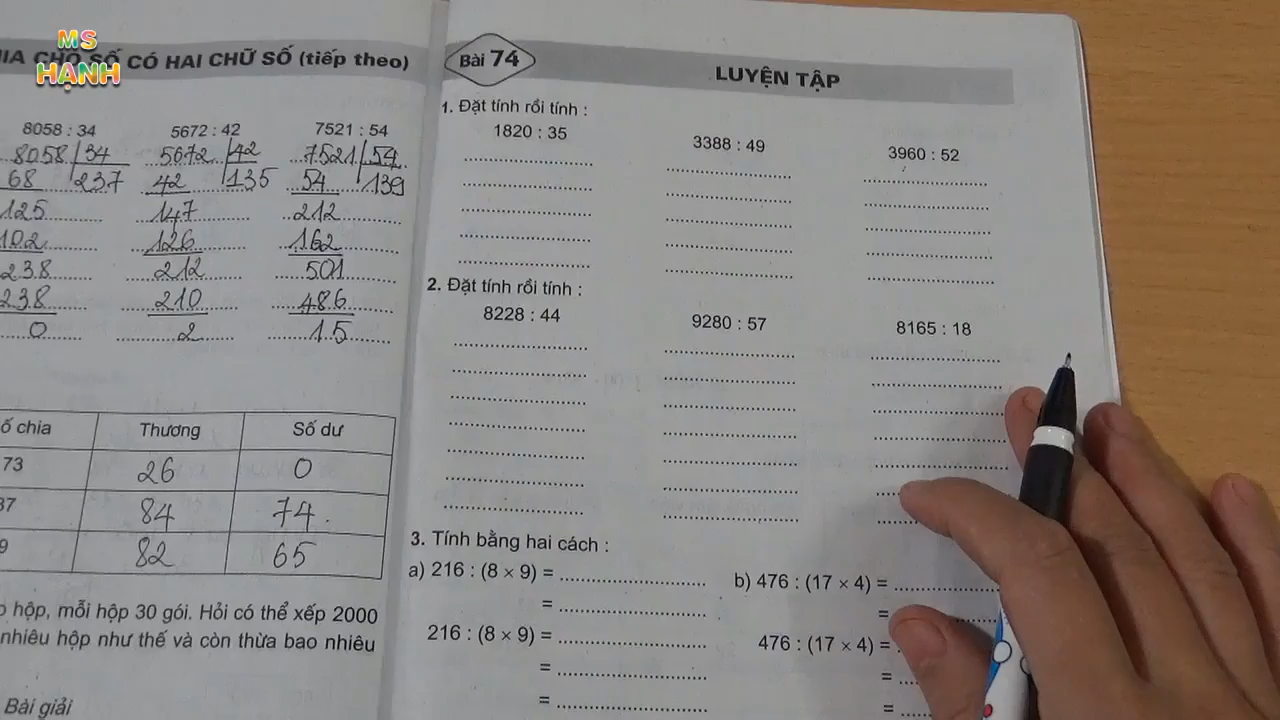 MS
HẠNH
IA CHO SỐ CÓ HAI CHỮ SỐ (tiếp theo)
8058 : 34
5672 : 42
7521 : 54
8058 34
68 237
125
102
238
238
0
5672 42
42 135
147
126
212
210
2
7521 54
54 139
212
162
501
486
15
ố chia Thương Số dư
73 26 0
37 84 74
9 82 65
o hộp, mỗi hộp 30 gói. Hỏi có thể xếp 2000
nhiêu hộp như thế và còn thừa bao nhiêu
Bài giải
Bài 74
LUYỆN TẬP
1. Đặt tính rồi tính :
1820 : 35
3388 : 49
3960 : 52
2. Đặt tính rồi tính :
8228 : 44
9280 : 57
8165 : 18
3. Tính bằng hai cách :
a) 216 : (8 × 9) = ....................
= ....................
216 : (8 × 9) = ....................
= ....................
= ....................
b) 476 : (17 × 4) = ....................
=
476 : (17 × 4) =
= ....
= ....